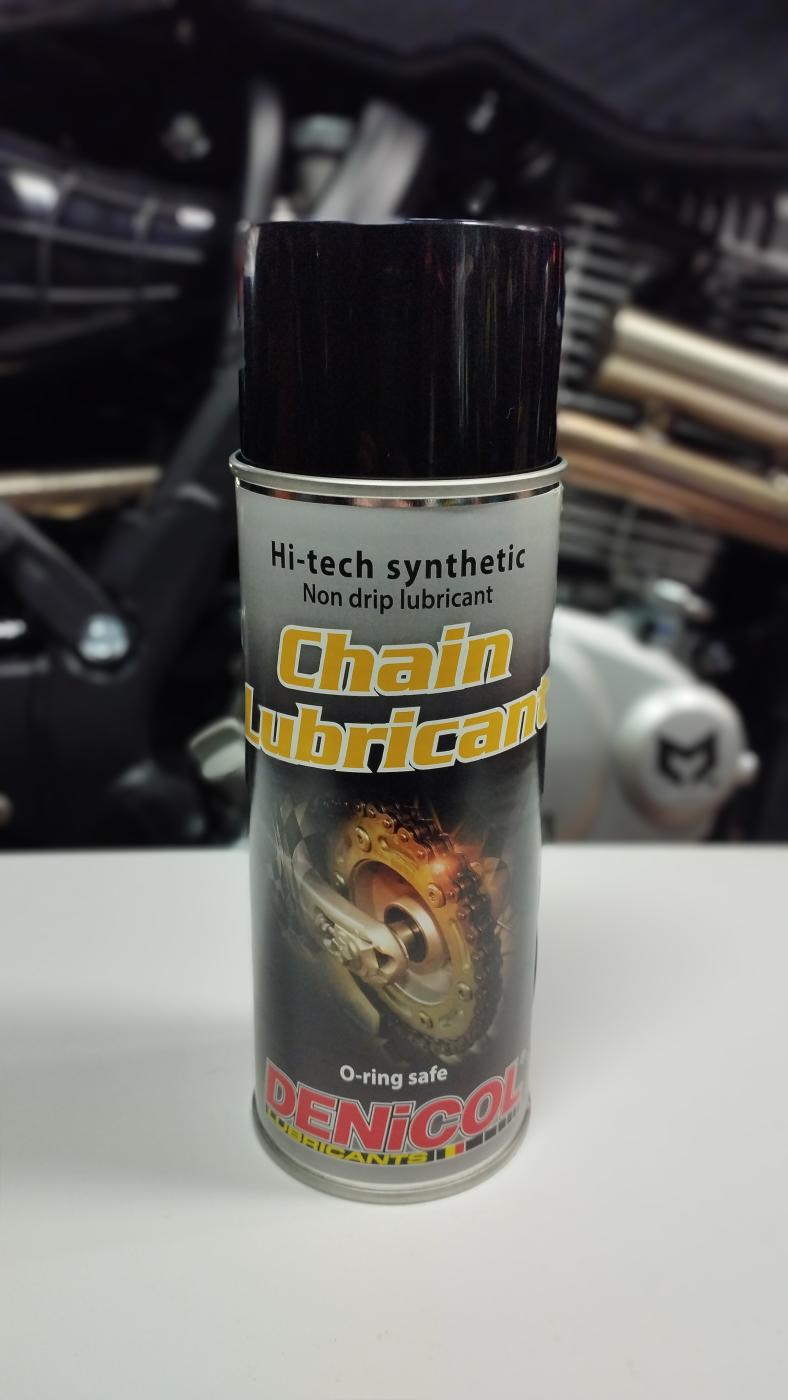 Hi-tech synthetic
Non drip lubricant
Chain
Lubricant
O-ring safe
DENiCOL
LUBRICANTS